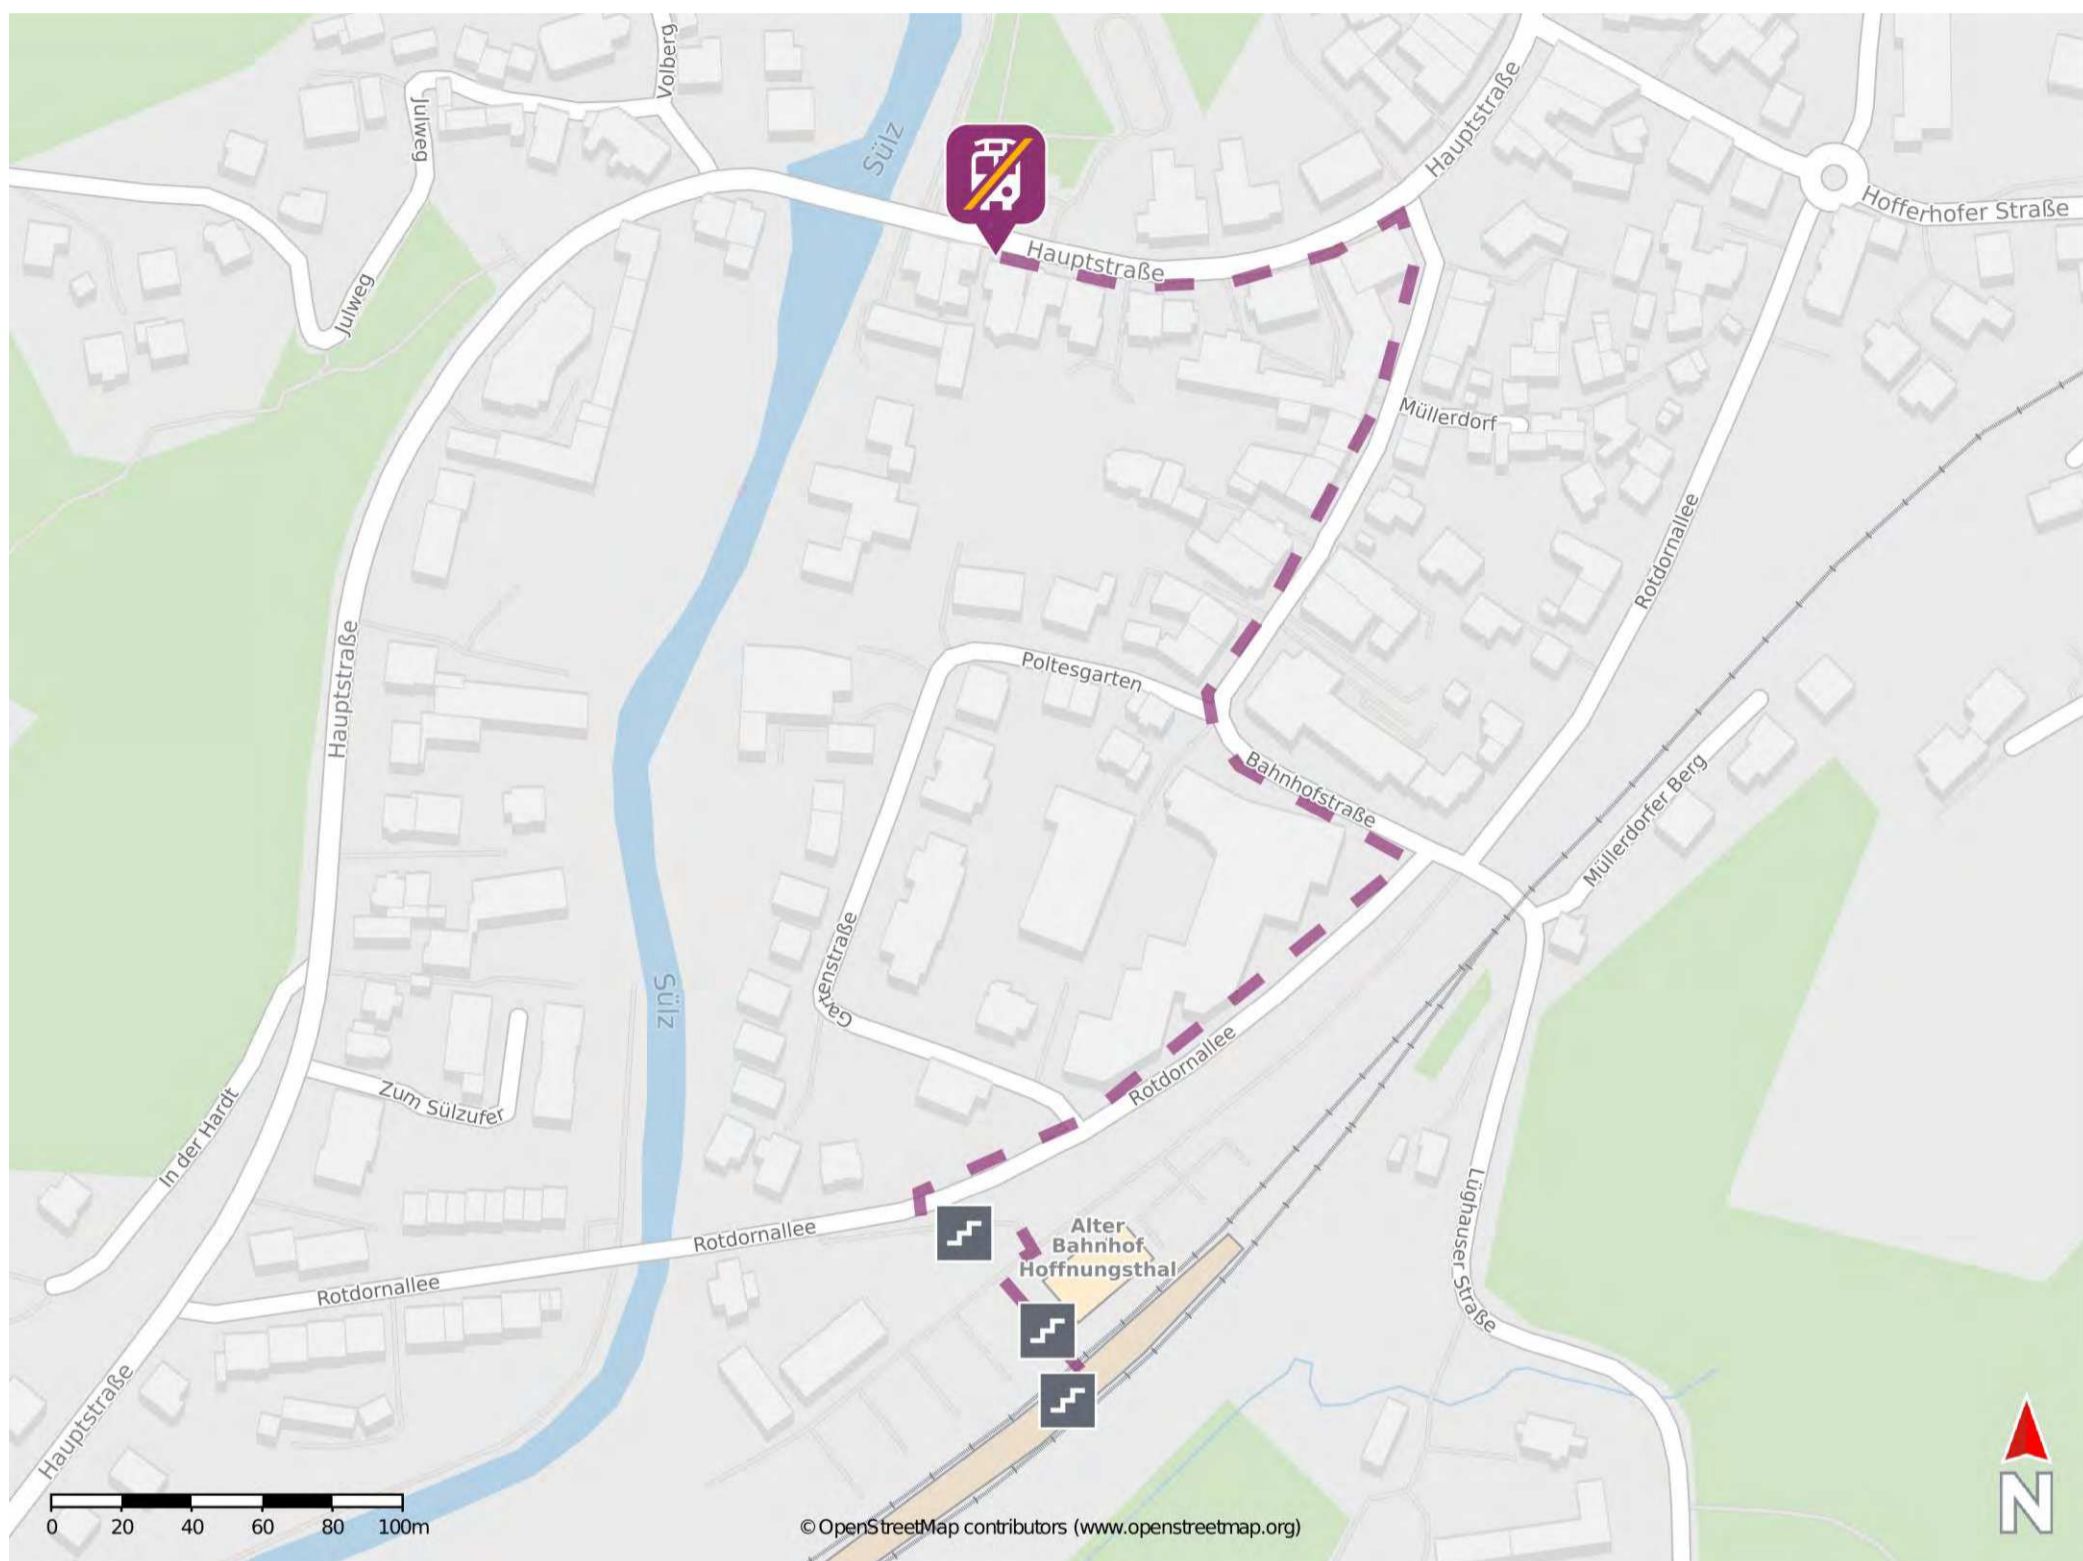 Volberg
Julweg
Sülz
Hauptstraße
Hofferhofer Straße
Hauptstraße
Julweg
Müllerdorf
Rotdornallee
Hauptstraße
Poltesgarten
Bahnhofstraße
Müllerdorfer Berg
Gartenstraße
Sülz
Rotdornallee
Zum Sülzufer
In der Hardt
Lüghauser Straße
Rotdornallee
Alter
Bahnhof
Hoffnungsthal
Rotdornallee
Hauptstraße
N
0 20 40 60 80 100m
© OpenStreetMap contributors (www.openstreetmap.org)